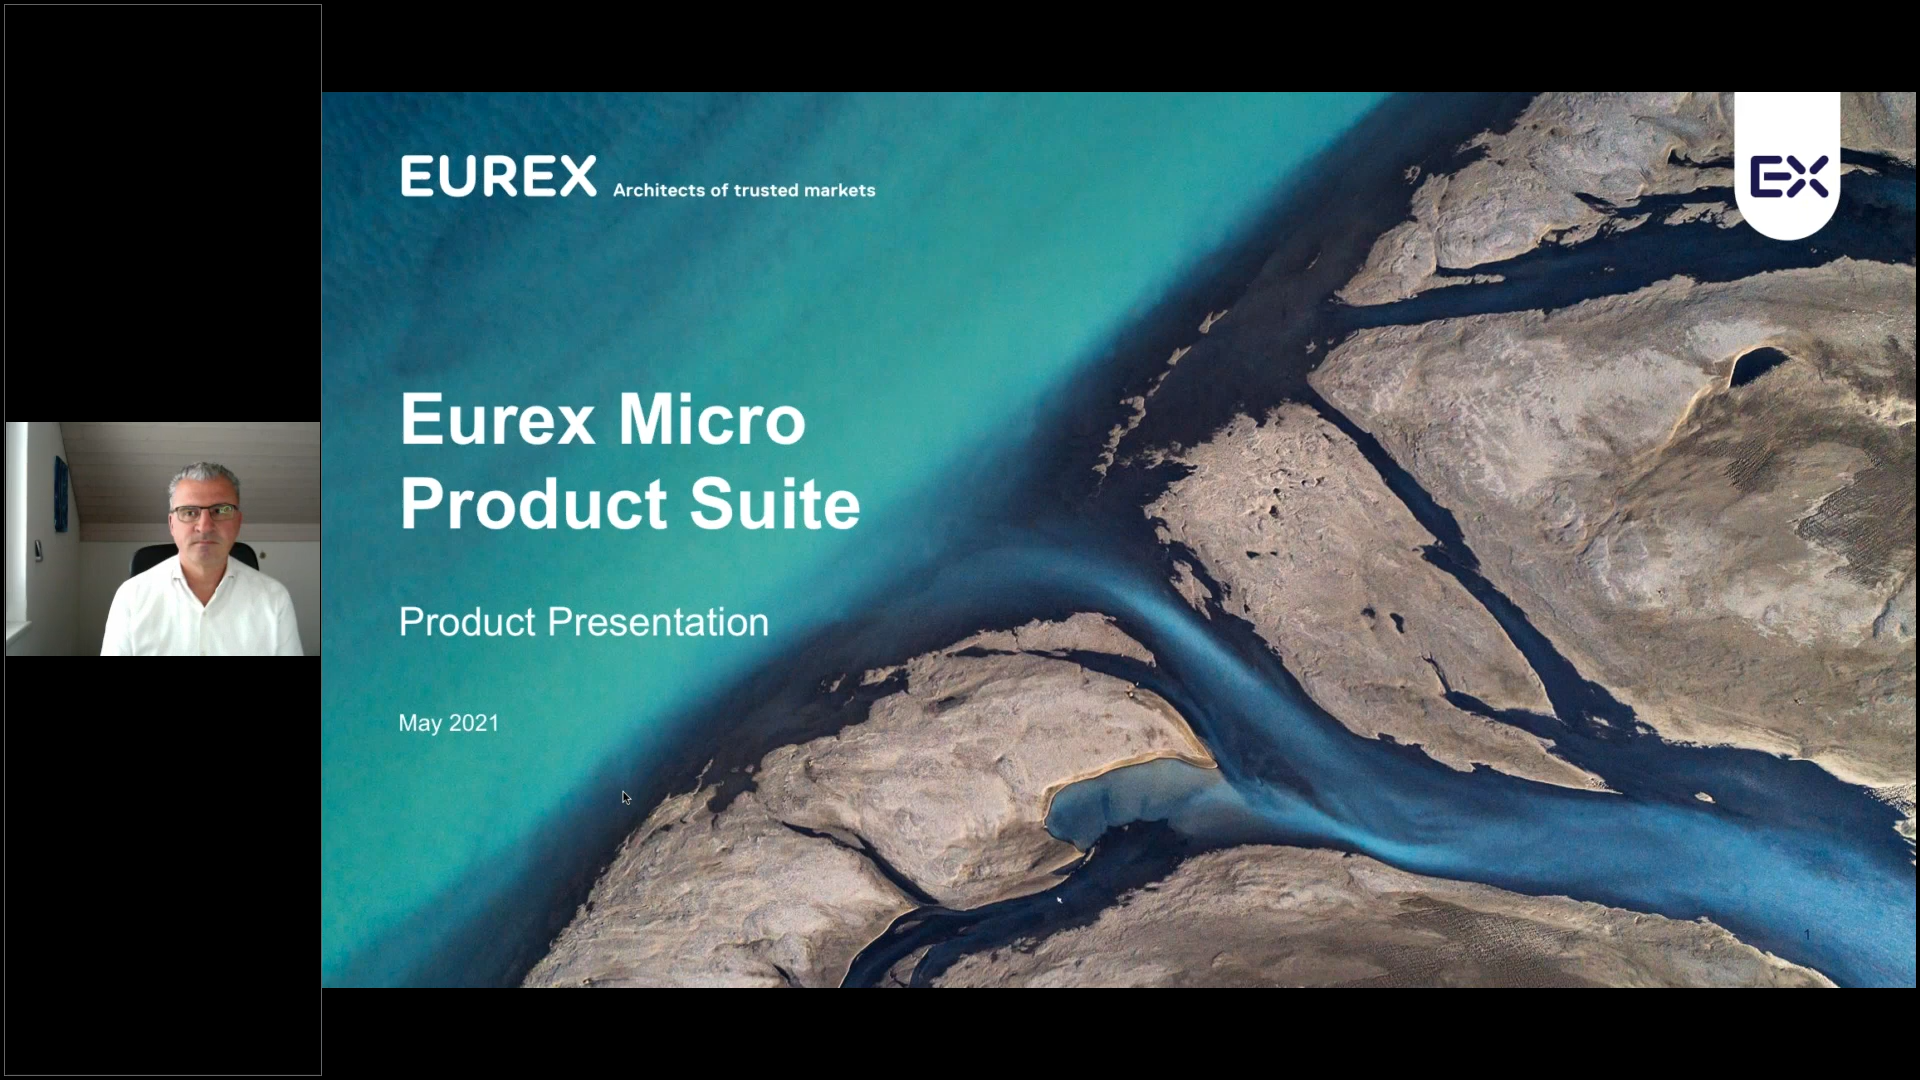 EUREX Architects of trusted markets
EX
Eurex Micro
Product Suite
Product Presentation
May 2021
1